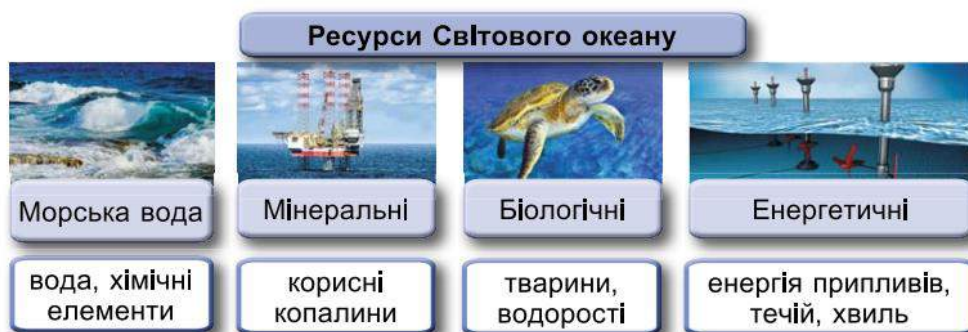 Ресурси Світового океану
Морська вода
Мінеральні
Біологічні
Енергетичні
вода, хімічні
елементи
корисні
копалини
тварини,
водорості
енергія припливів,
течій, хвиль